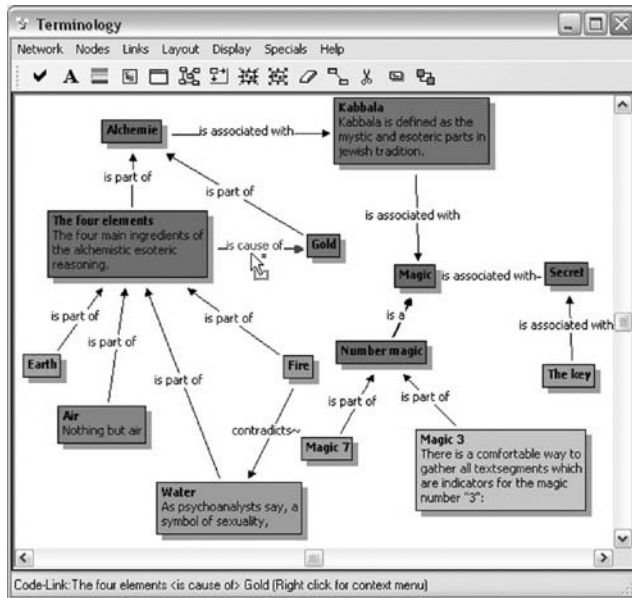 Terminology
Network Nodes Links Layout Display Specials Help
A
Kabbala
Kabbala is defined as the
mystic and esoteric parts in
jewish tradition.
Alchemie
is associated with
is part of
is part of
is associated with
The four elements
The four main ingredients of
the alchemistic esoteric
reasoning.
is cause of
Gold
Magic
is associated with-
Secret
is part of
is part of
is part of
is a
is associated with
Earth
Fire
Number magic
The key
is part of
is part of
is part of
Air
Nothing but air
contradicts~
Magic 7
Magic 3
There is a comfortable way to
gather all textsegments which
are indicators for the magic
number "3":
Water
As psychoanalysts say, a
symbol of sexuality,
Code-Link:The four elements <is cause of> Gold (Right click for context menu)